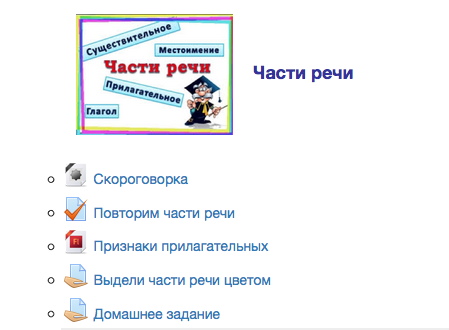 Существительное
Местоимение
Части речи
Прилагательное
Глагол
Части речи
Скороговорка
Повторим части речи
Fl
Признаки прилагательных
Выдели части речи цветом
Домашнее задание